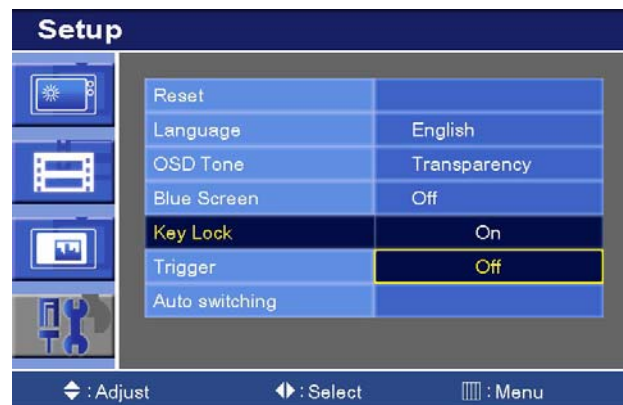 Setup
Reset
Language English
OSD Tone Transparency
Blue Screen Off
Key Lock On
Trigger Off
Auto switching
: Adjust : Select : Menu